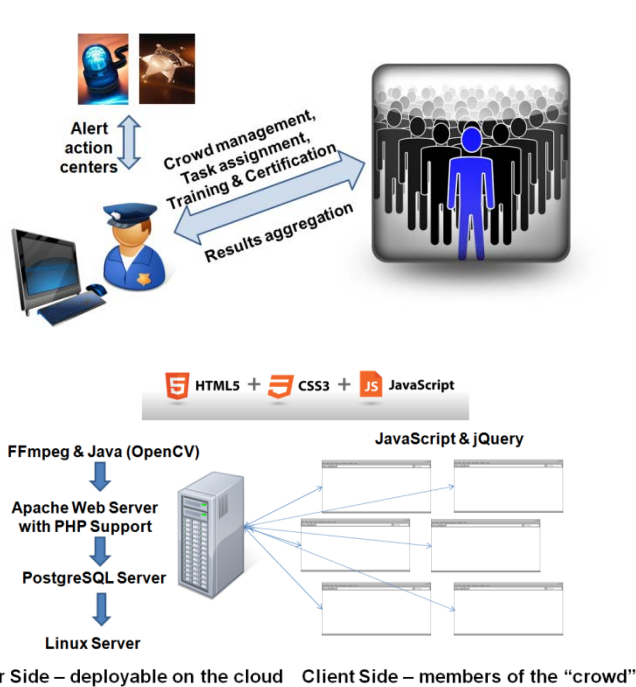 Alert
action
centers
Crowd management,
Task assignment,
Training & Certification
Results aggregation
HTML5 + CSS3 + JS JavaScript
JavaScript & jQuery
FFmpeg & Java (OpenCV)
Apache Web Server
with PHP Support
PostgreSQL Server
Linux Server
r Side – deployable on the cloud
Client Side – members of the “crowd”